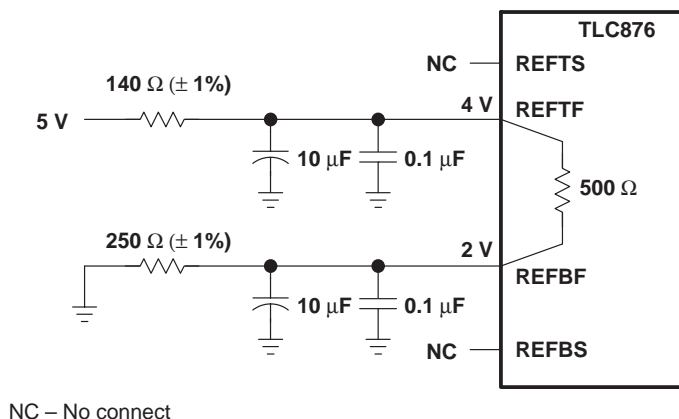 TLC876
NC
REFTS
140 Ω (± 1%)
5 V
4 V
REFTF
10 μF
0.1 μF
500 Ω
250 Ω (± 1%)
2 V
REFBF
10 μF
0.1 μF
NC
REFBS
NC – No connect